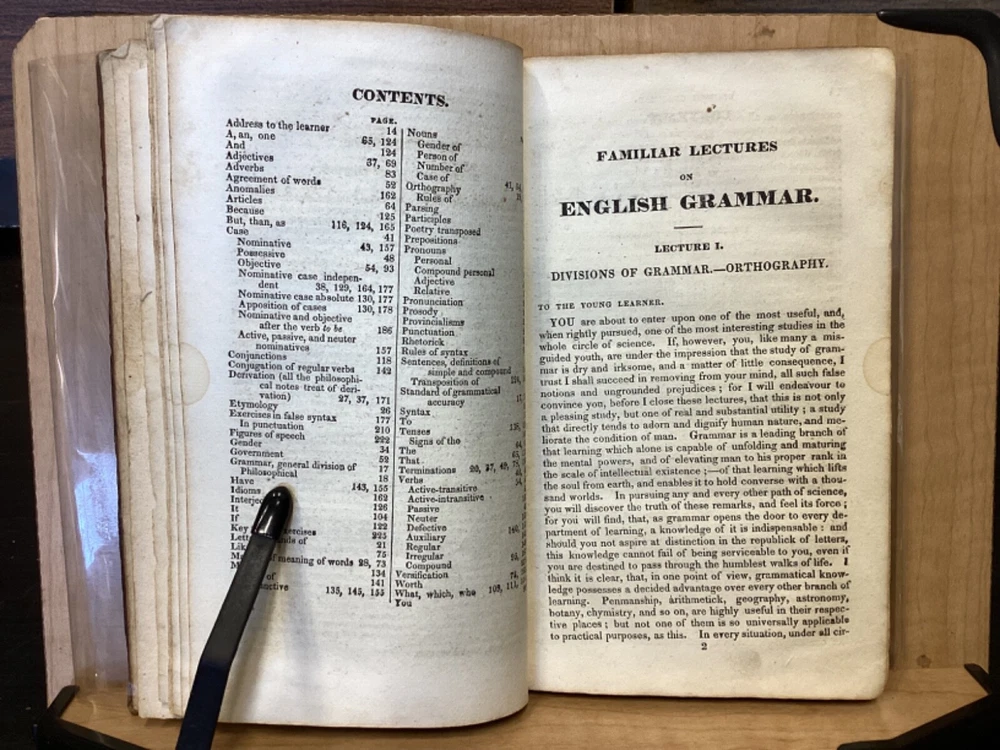 CONTENTS.
PAGE.
Address to the learner 14
A, an, one 65, 124
And 124
Adjectives 37, 69
Adverbs 83
Agreement of words 52
Anomalies 162
Articles 64
Because 125
But, than, as 116, 124, 165
Case 41
Nominative 43, 157
Possessive 48
Objective 54, 93
Nominative case indepen-
dent 38, 129, 164, 177
Nominative case absolute 130, 177
Apposition of cases 130, 178
Nominative and objective
after the verb to be 186
Active, passive, and neuter
nominatives 157
Conjunctions 118
Conjugation of regular verbs 142
Derivation (all the philosophi-
cal notes treat of deri-
vation) 27, 37, 171
Etymology 26
Exercises in false syntax 177
In punctuation 210
Figures of speech 222
Gender 34
Government 52
Grammar, general division of 17
Philosophical 18
Have 143, 155
Idioms 162
It 126
If 104
Key 122
225
21
75
meaning of words 28, 73
of 134
141
135, 145, 155
Nouns
Gender of
Person of
Number of
Case of
Orthography
Rules of
Parsing
Participles
Poetry transposed
Prepositions
Pronouns
Personal
Compound personal
Adjective
Relative
Pronunciation
Prosody
Provincialisms
Punctuation
Rhetorick
Rules of syntax
Sentences, definitions of
simple and compound
Transposition of
Standard of grammatical
accuracy
Syntax
To
Tenses
Signs of the
The
That
Terminations
Verbs
Active-transitive
Active-intransitive
Passive
Neuter
Defective
Auxiliary
Regular
Irregular
Compound
Versification
Worth
What, which, who
You
FAMILIAR LECTURES
ON
ENGLISH GRAMMAR.
LECTURE I.
DIVISIONS OF GRAMMAR.—ORTHOGRAPHY.
TO THE YOUNG LEARNER.
YOU are about to enter upon one of the most useful, and,
when rightly pursued, one of the most interesting studies in the
whole circle of science. If, however, you, like many a mis-
guided youth, are under the impression that the study of gram-
mar is dry and irksome, and a matter of little consequence, I
trust I shall succeed in removing from your mind, all such false
notions and ungrounded prejudices; for I will endeavour to
convince you, before I close these lectures, that this is not only
a pleasing study, but one of real and substantial utility; a study
that directly tends to adorn and dignify human nature, and me-
liorate the condition of man. Grammar is a leading branch of
that learning which alone is capable of unfolding and maturing
the mental powers, and of elevating man to his proper rank in
the scale of intellectual existence;—of that learning which lifts
the soul from earth, and enables it to hold converse with a thou-
sand worlds. In pursuing any and every other path of science,
you will discover the truth of these remarks, and feel its force;
for you will find, that, as grammar opens the door to every de-
partment of learning, a knowledge of it is indispensable: and
should you not aspire at distinction in the republick of letters,
this knowledge cannot fail of being serviceable to you, even if
you are destined to pass through the humblest walks of life. I
think it is clear, that, in one point of view, grammatical know-
ledge possesses a decided advantage over every other branch of
learning. Penmanship, arithmetick, geography, astronomy,
botany, chymistry, and so on, are highly useful in their respec-
tive places; but not one of them is so universally applicable
to practical purposes, as this. In every situation, under all cir-
2